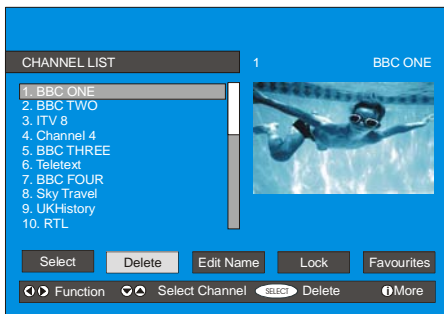 CHANNEL LIST
1 BBC ONE
1. BBC ONE
2. BBC TWO
3. ITV 8
4. Channel 4
5. BBC THREE
6. Teletext
7. BBC FOUR
8. Sky Travel
9. UKHistory
10. RTL
Select Delete Edit Name Lock Favourites
Function Select Channel SELECT Delete i More